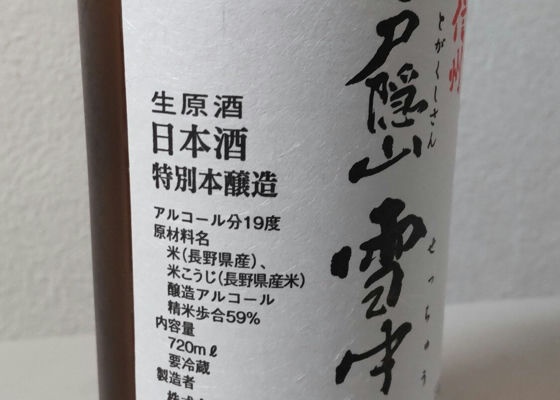 信州
戸隠山 雪中
とがくしさん
せっちゅう
生原酒
日本酒
特別本醸造
アルコール分19度
原材料名
米(長野県産)、
米こうじ(長野県産米)
醸造アルコール
精米歩合59%
内容量
720mℓ
要冷蔵
製造者
株式